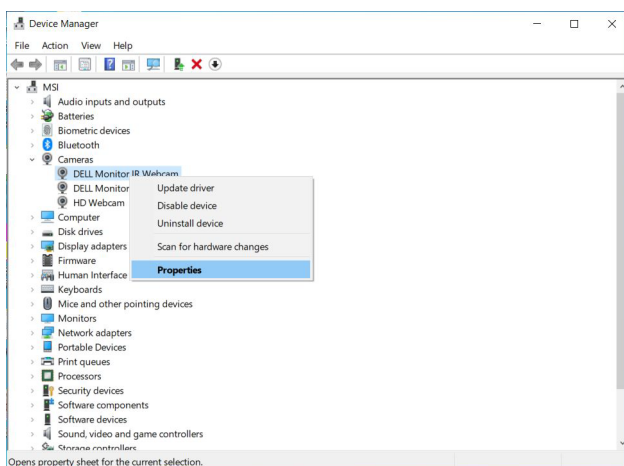 Device Manager
File Action View Help
MSI
Audio inputs and outputs
Batteries
Biometric devices
Bluetooth
Cameras
DELL Monitor IR Webcam
DELL Monitor
HD Webcam
Update driver
Disable device
Uninstall device
Scan for hardware changes
Properties
Computer
Disk drives
Display adapters
Firmware
Human Interface
Keyboards
Mice and other pointing devices
Monitors
Network adapters
Portable Devices
Print queues
Processors
Security devices
Software components
Software devices
Sound, video and game controllers
Storage controllers
Opens property sheet for the current selection.